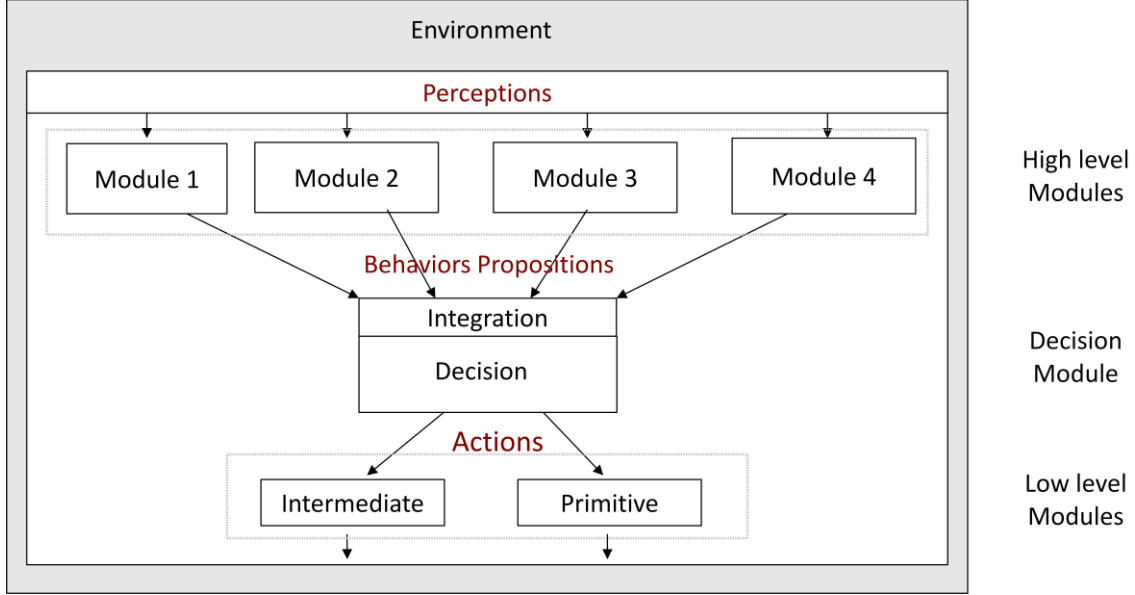 Environment
Perceptions
Module 1
Module 2
Module 3
Module 4
High level
Modules
Behaviors Propositions
Integration
Decision
Decision
Module
Actions
Intermediate
Primitive
Low level
Modules